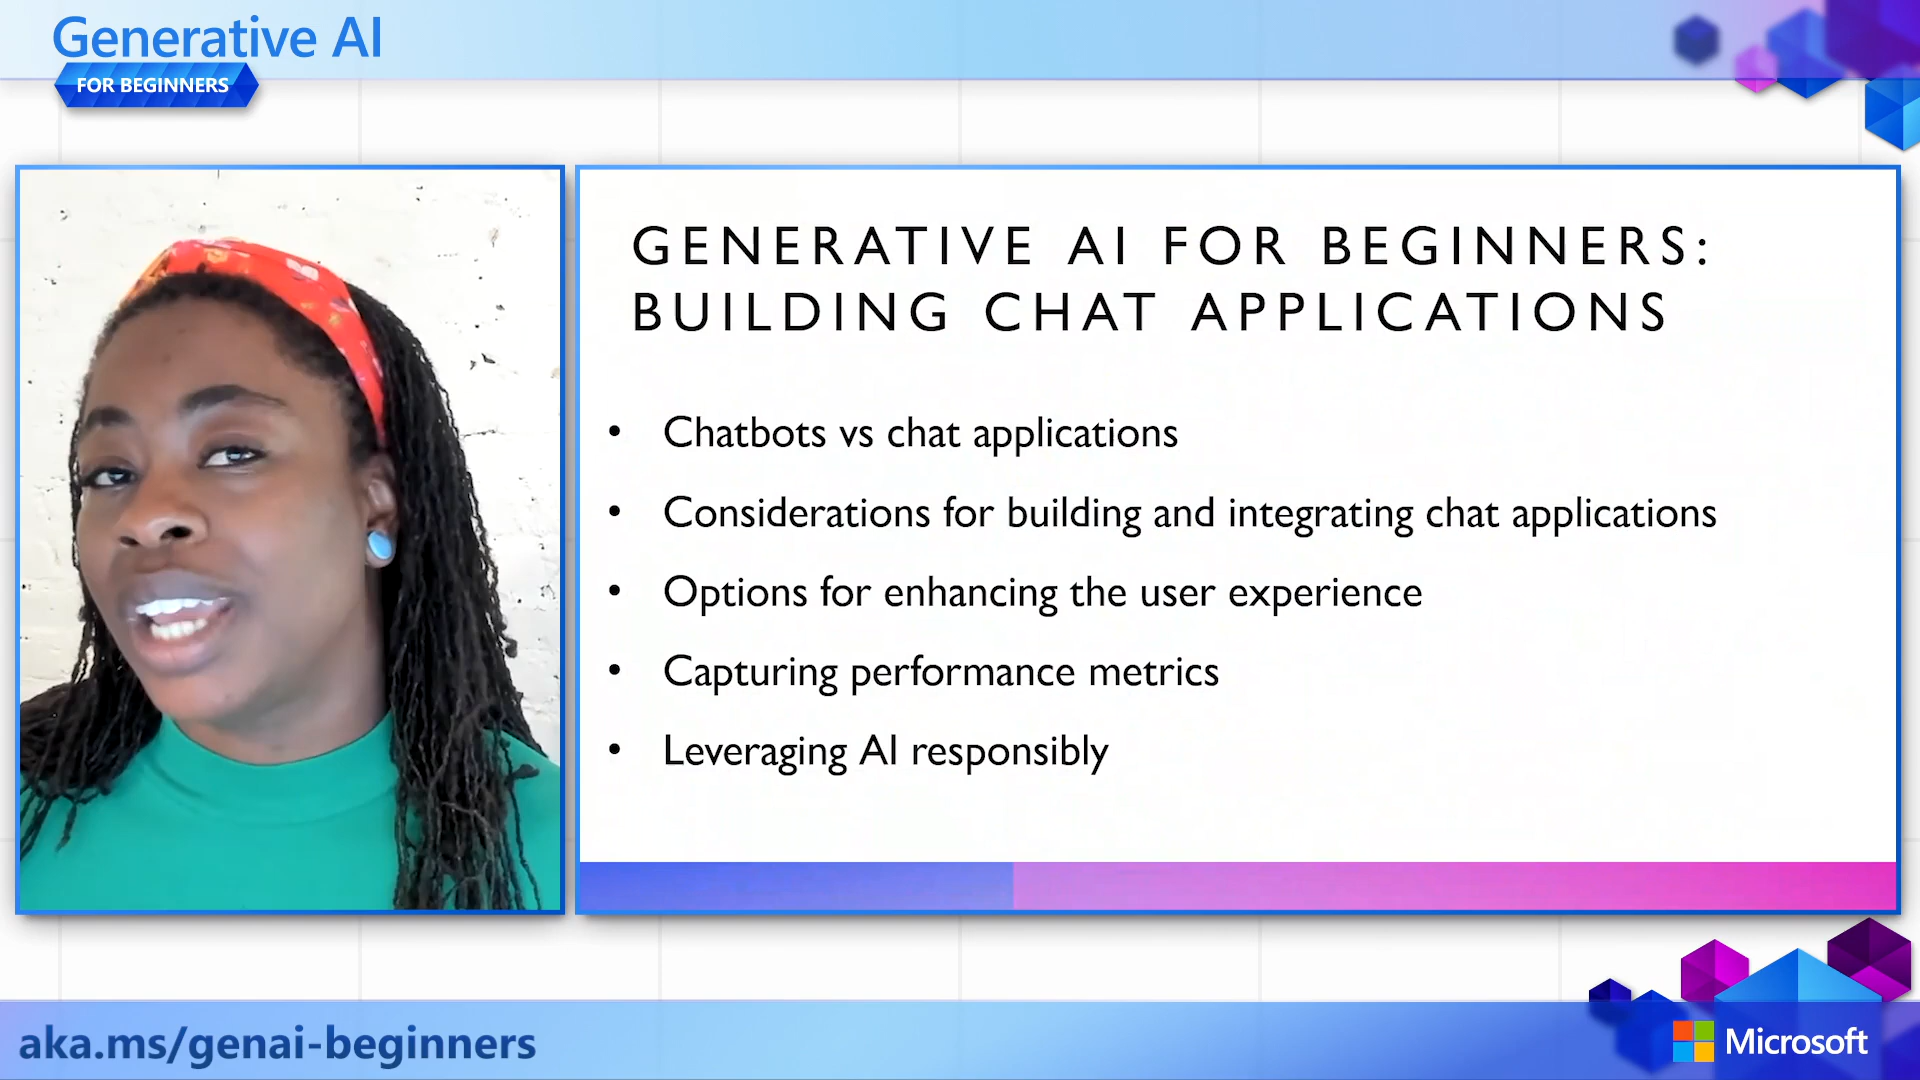 Generative AI
FOR BEGINNERS
GENERATIVE AI FOR BEGINNERS:
BUILDING CHAT APPLICATIONS
• Chatbots vs chat applications
• Considerations for building and integrating chat applications
• Options for enhancing the user experience
• Capturing performance metrics
• Leveraging AI responsibly
aka.ms/genai-beginners
Microsoft